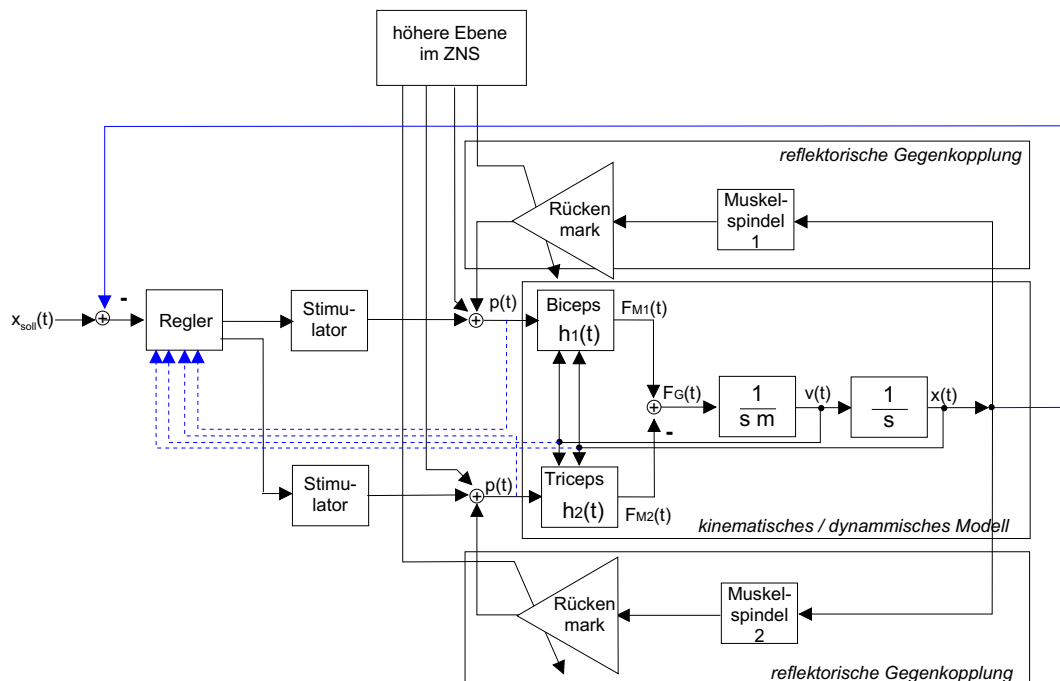 höhere Ebene
im ZNS
reflektorische Gegenkopplung
Rücken
mark
Muskel-
spindel
1
-
x_soll(t)
+
Regler
Stimu-
lator
+
p(t)
Biceps
h1(t)
FM1(t)
+
FG(t)
-
1
s m
v(t)
1
s
x(t)
Stimu-
lator
+
p(t)
Triceps
h2(t)
FM2(t)
kinematisches / dynammisches Modell
Rücken
mark
Muskel-
spindel
2
reflektorische Gegenkopplung